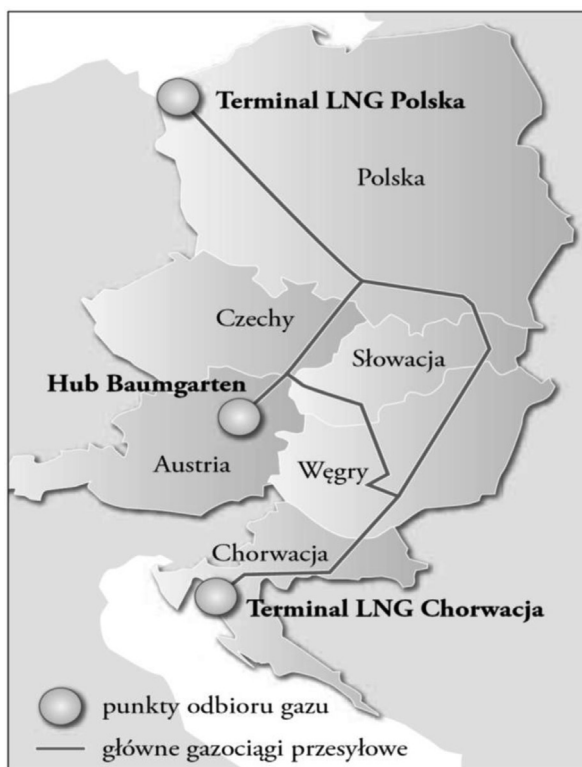 Terminal LNG Polska
Polska
Czechy
Słowacja
Hub Baumgarten
Austria
Węgry
Chorwacja
Terminal LNG Chorwacja
punkty odbioru gazu
główne gazociągi przesyłowe